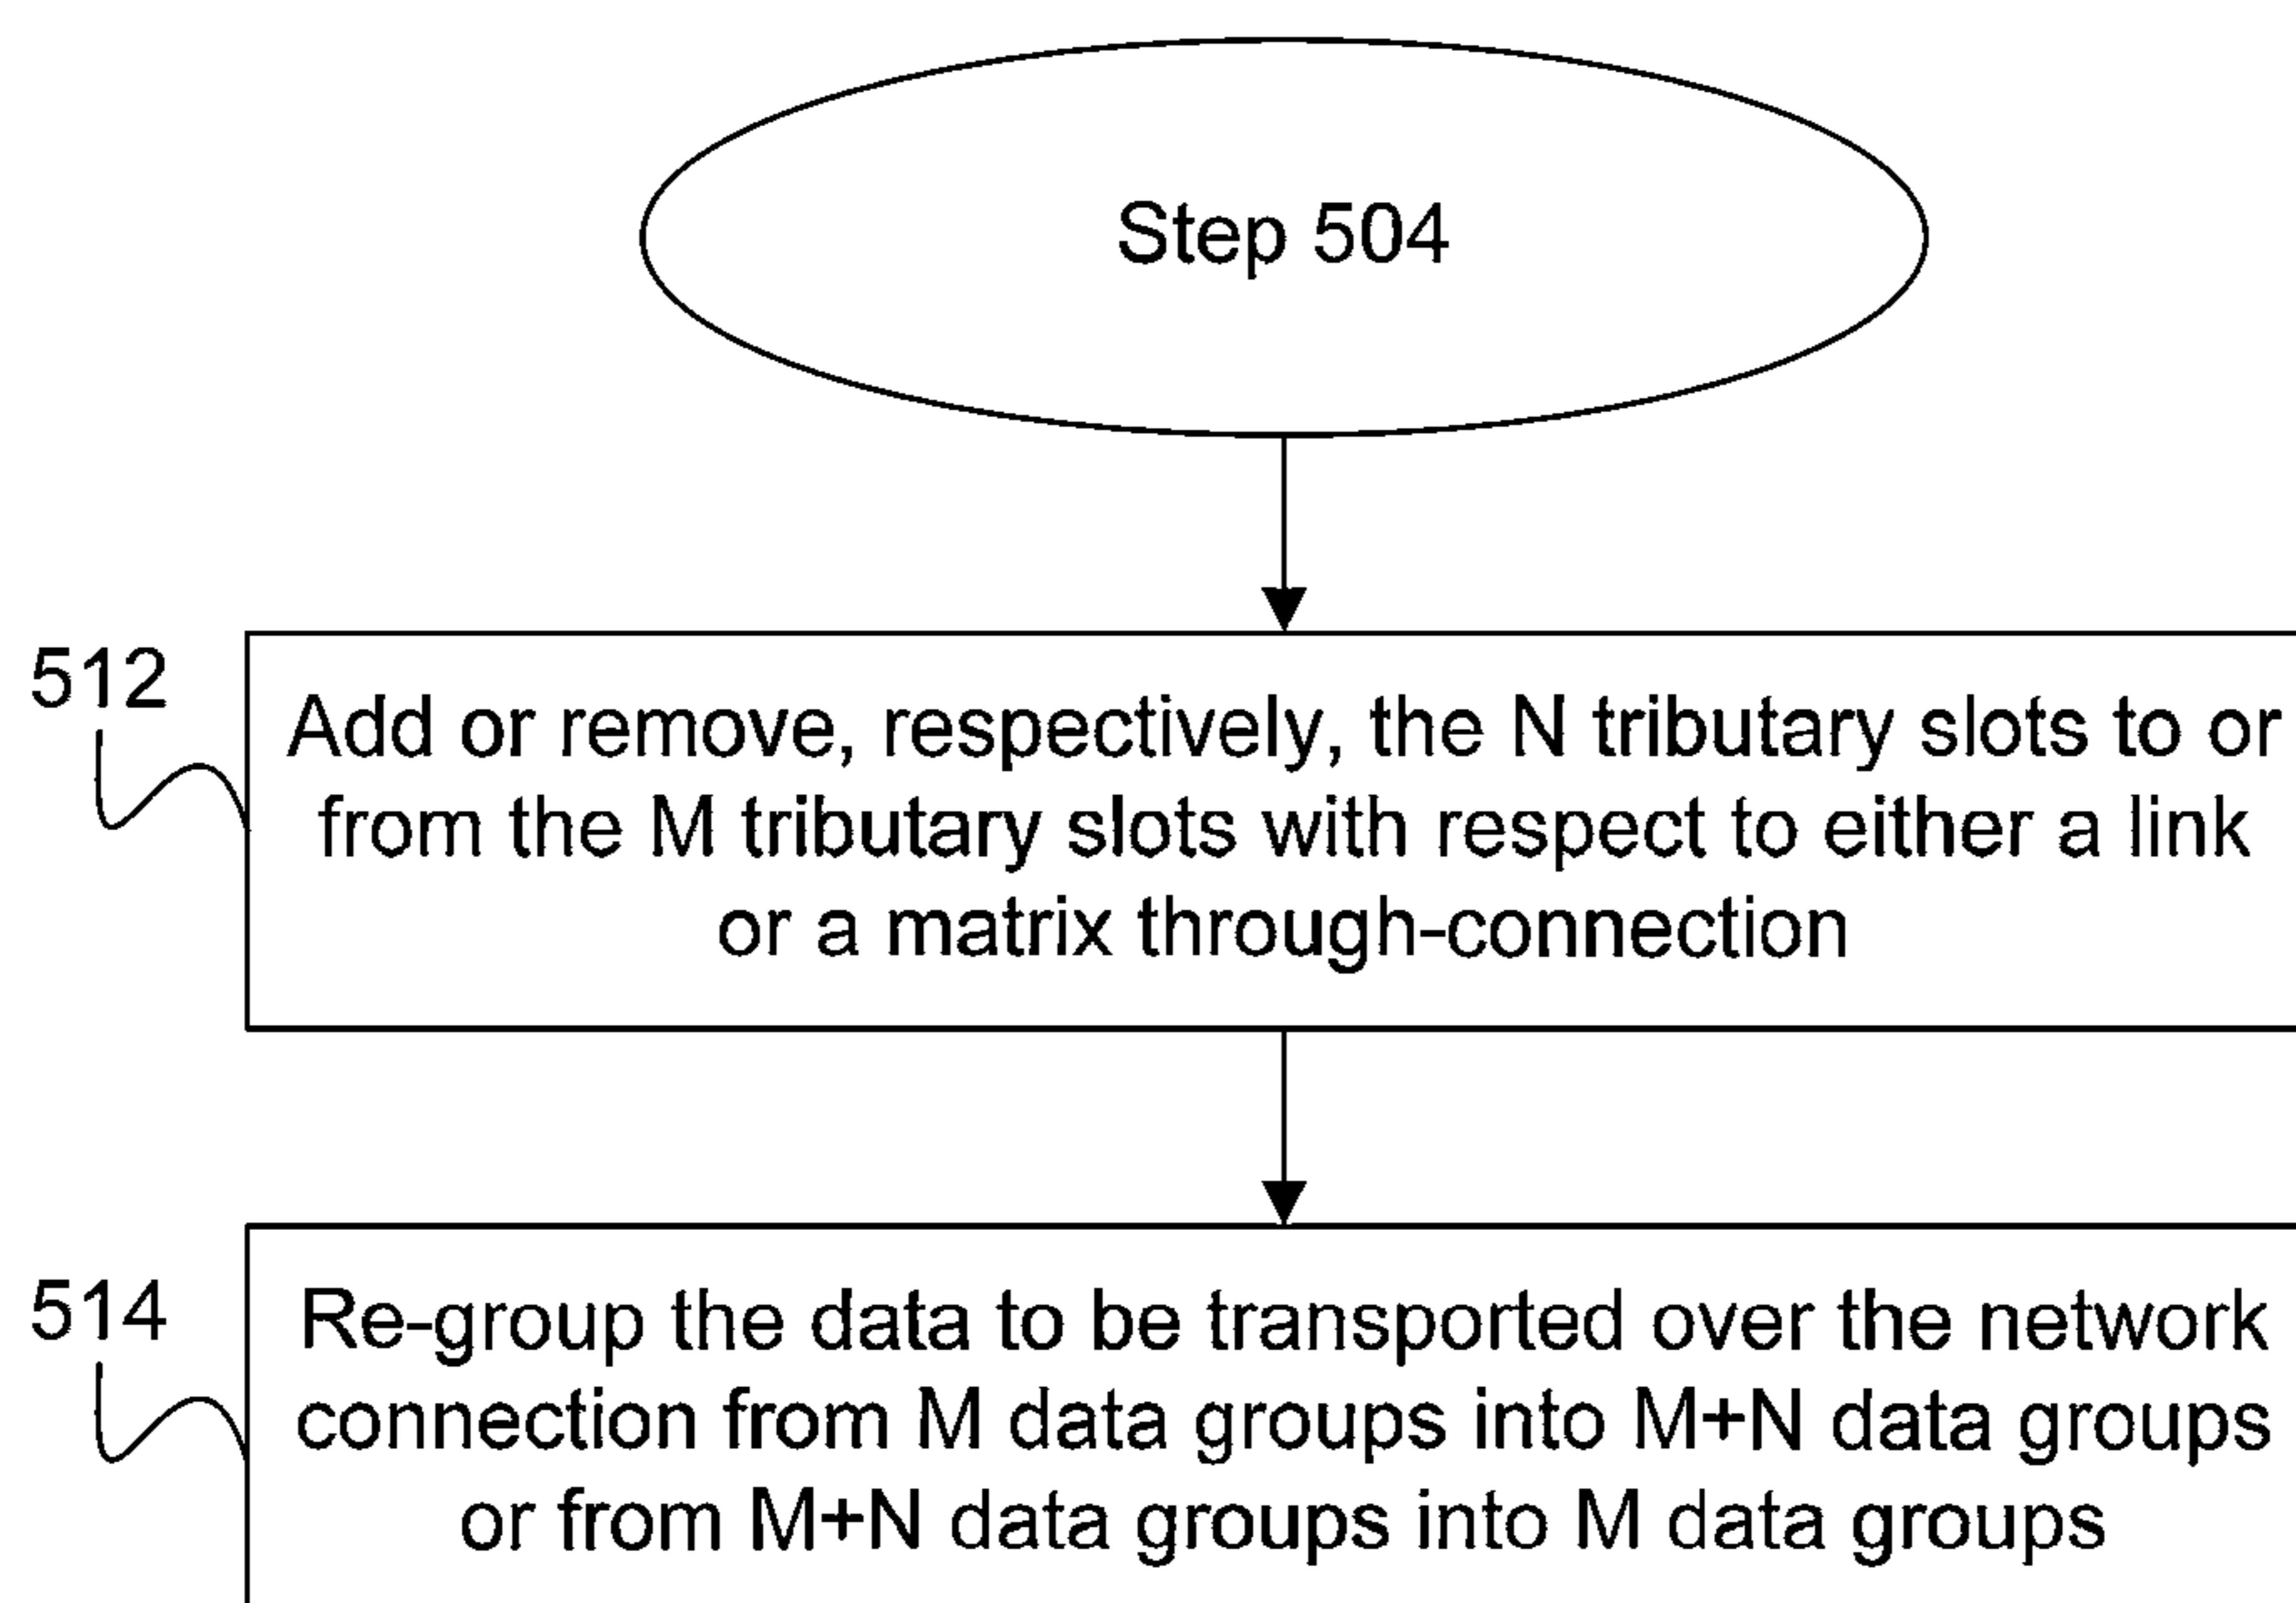 Step 504
512
Add or remove, respectively, the N tributary slots to or
from the M tributary slots with respect to either a link
or a matrix through-connection
514
Re-group the data to be transported over the network
connection from M data groups into M+N data groups
or from M+N data groups into M data groups